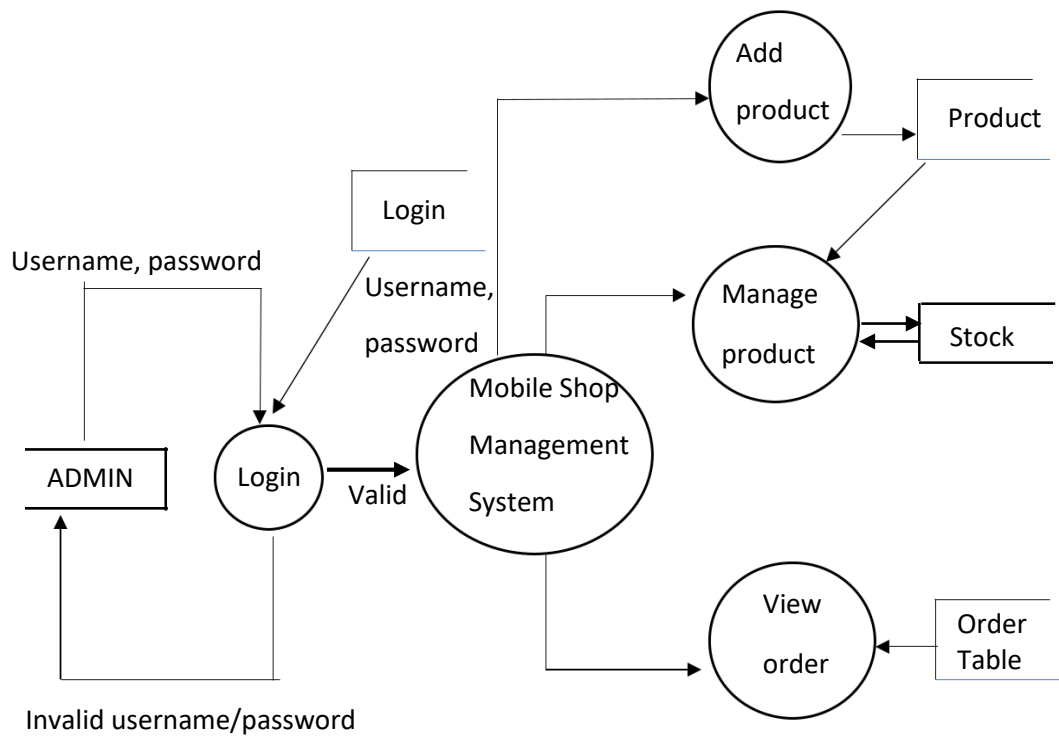 Add
product
Product
Login
Username, password
Username,
password
Manage
product
Stock
Mobile Shop
Management
System
ADMIN
Login
Valid
View
order
Order
Table
Invalid username/password